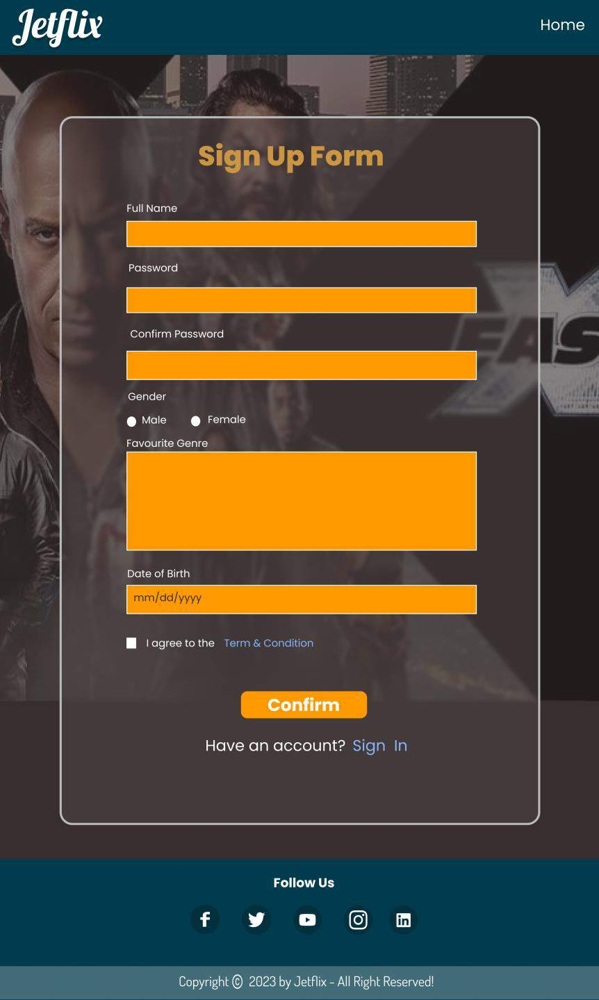 Jetflix
Home
Sign Up Form
Full Name
Password
Confirm Password
Gender
Male Female
Favourite Genre
Date of Birth
mm/dd/yyyy
I agree to the Term & Condition
Confirm
Have an account? Sign In
FAS
Follow Us
Copyright © 2023 by Jetflix - All Right Reserved!